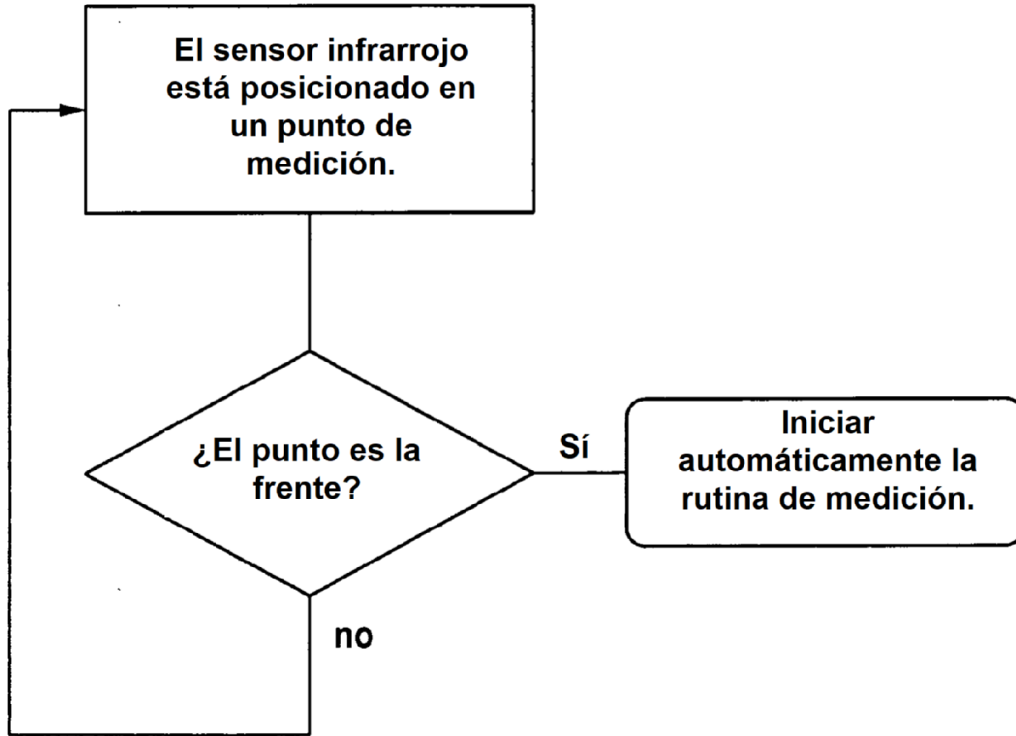 El sensor infrarrojo
está posicionado en
un punto de
medición.
¿El punto es la
frente?
Sí
Iniciar
automáticamente la
rutina de medición.
no